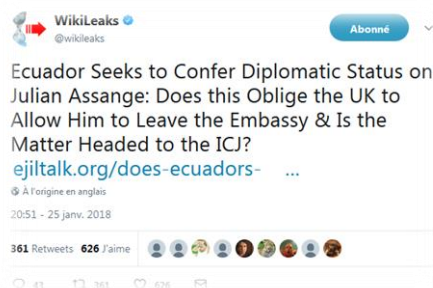 WikiLeaks
@wikileaks
Abonné
Ecuador Seeks to Confer Diplomatic Status on
Julian Assange: Does this Oblige the UK to
Allow Him to Leave the Embassy & Is the
Matter Headed to the ICJ?
ejiltalk.org/does-ecuadors- ...
À l'origine en anglais
20:51 - 25 janv. 2018
361 Retweets 626 J'aime
43 361 626